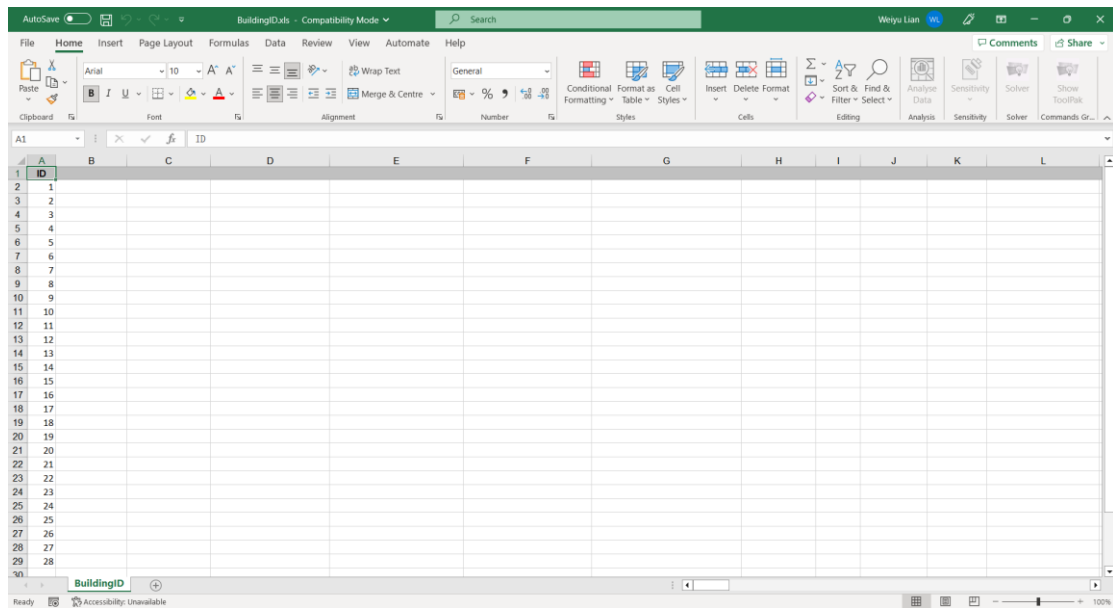 AutoSave BuildingID.xls - Compatibility Mode Search Weiyu Lian WL
File Home Insert Page Layout Formulas Data Review View Automate Help Comments Share
Paste Arial 10 A A Wrap Text General Conditional Formatting Format as Table Cell Styles Insert Delete Format Sort & Filter Find & Select Analyse Data Sensitivity Solver Show ToolPak
B I U A Merge & Centre % 9
Clipboard Font Alignment Number Styles Cells Editing Analysis Sensitivity Solver Commands Gr...
A1 fx ID
A B C D E F G H I J K L
1 ID
2 1
3 2
4 3
5 4
6 5
7 6
8 7
9 8
10 9
11 10
12 11
13 12
14 13
15 14
16 15
17 16
18 17
19 18
20 19
21 20
22 21
23 22
24 23
25 24
26 25
27 26
28 27
29 28
30
BuildingID
Ready Accessibility: Unavailable 100%